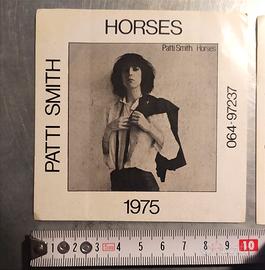 HORSES
Patti Smith Horses
PATTI SMITH
064-97237
1975
1 2 3 4 5 6 7 8 9 10